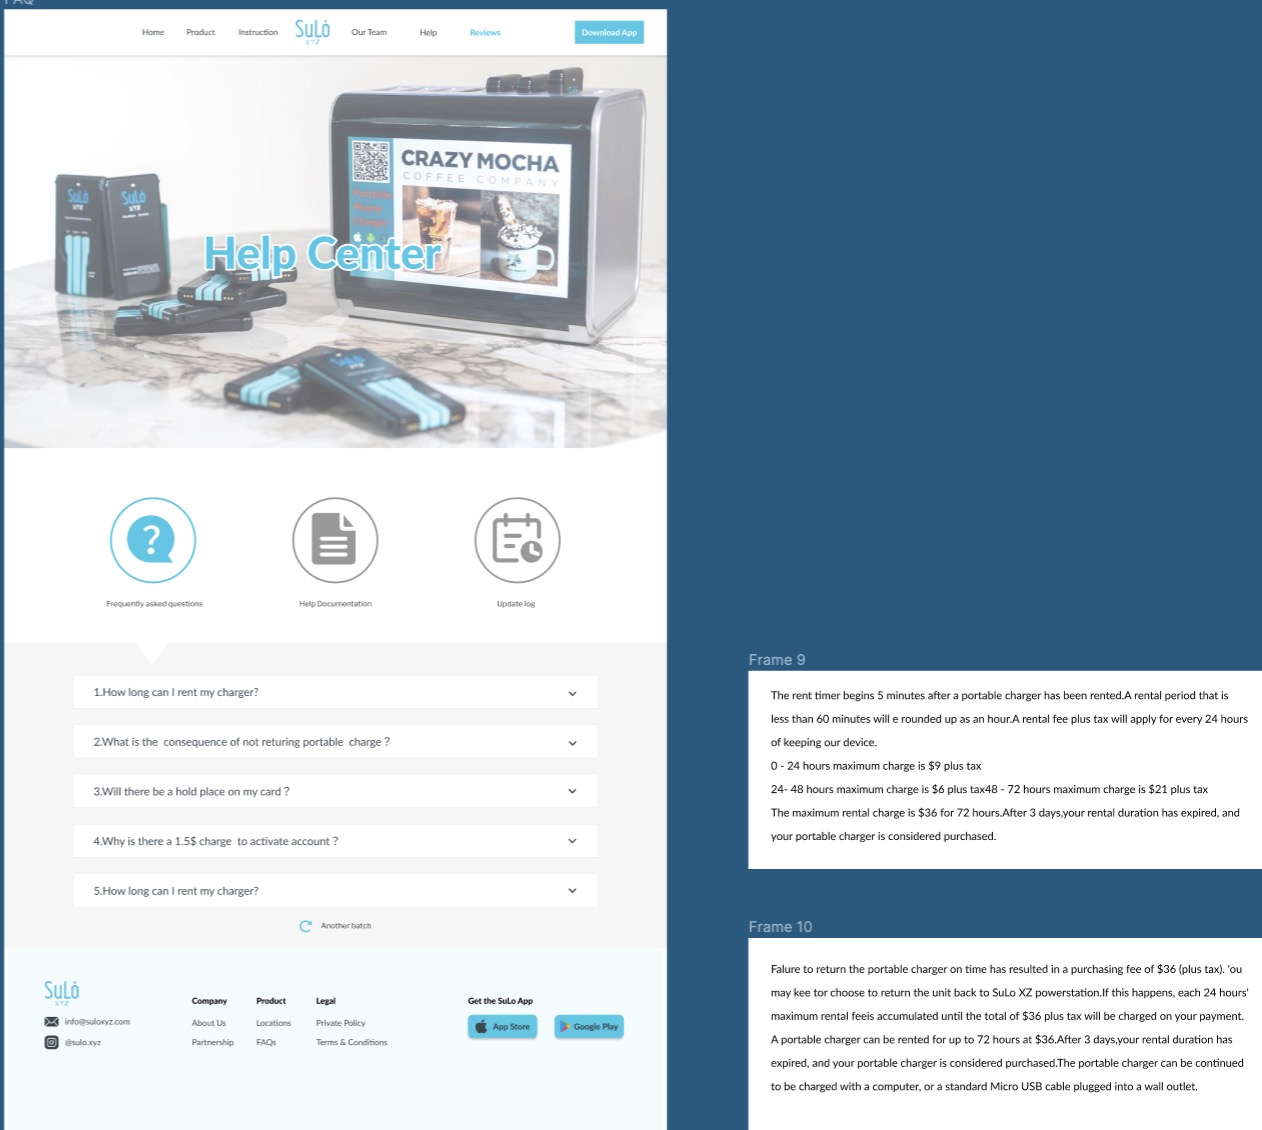 FAQ
Home
Product
Instruction
SuLò
XYZ
Our Team
Help
Reviews
Download App
CRAZY MOCHA
COFFEE COMPANY
Portable
Phone
Charger
SuLò
XYZ
SuLò
XYZ
Help Center
Frequently asked questions
Help Documentation
Update log
1.How long can I rent my charger?
2.What is the  consequence of not returing portable  charge ?
3.Will there be a hold place on my card ?
4.Why is there a 1.5$ charge  to activate account ?
5.How long can I rent my charger?
Another batch
SuLò
XYZ
info@suloxyz.com
@sulo.xyz
Company
About Us
Partnership
Product
Locations
FAQs
Legal
Private Policy
Terms & Conditions
Get the SuLo App
App Store
Google Play
Frame 9
The rent timer begins 5 minutes after a portable charger has been rented.A rental period that is
less than 60 minutes will e rounded up as an hour.A rental fee plus tax will apply for every 24 hours
of keeping our device.
0 - 24 hours maximum charge is $9 plus tax
24- 48 hours maximum charge is $6 plus tax48 - 72 hours maximum charge is $21 plus tax
The maximum rental charge is $36 for 72 hours.After 3 days,your rental duration has expired, and
your portable charger is considered purchased.
Frame 10
Falure to return the portable charger on time has resulted in a purchasing fee of $36 (plus tax). 'ou
may kee tor choose to return the unit back to SuLo XZ powerstation.If this happens, each 24 hours'
maximum rental feeis accumulated until the total of $36 plus tax will be charged on your payment.
A portable charger can be rented for up to 72 hours at $36.After 3 days,your rental duration has
expired, and your portable charger is considered purchased.The portable charger can be continued
to be charged with a computer, or a standard Micro USB cable plugged into a wall outlet.